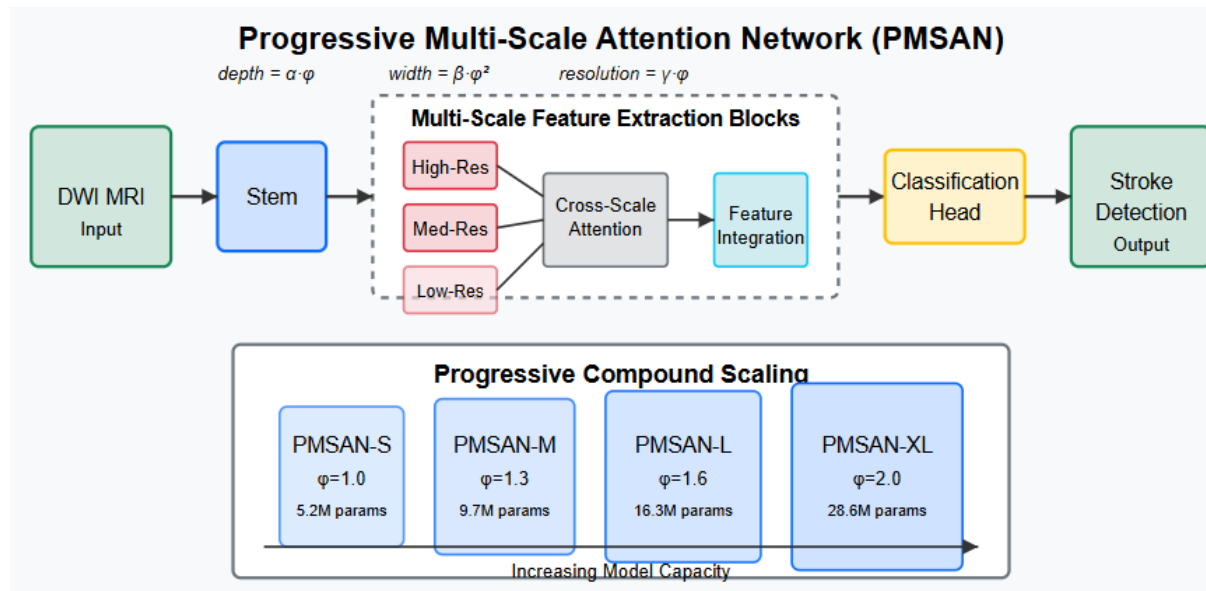 Progressive Multi-Scale Attention Network (PMSAN)
depth = α·φ
width = β·φ²
resolution = γ·φ
Multi-Scale Feature Extraction Blocks
DWI MRI
Input
Stem
High-Res
Med-Res
Low-Res
Cross-Scale
Attention
Feature
Integration
Classification
Head
Stroke
Detection
Output
Progressive Compound Scaling
PMSAN-S
φ=1.0
5.2M params
PMSAN-M
φ=1.3
9.7M params
PMSAN-L
φ=1.6
16.3M params
PMSAN-XL
φ=2.0
28.6M params
Increasing Model Capacity